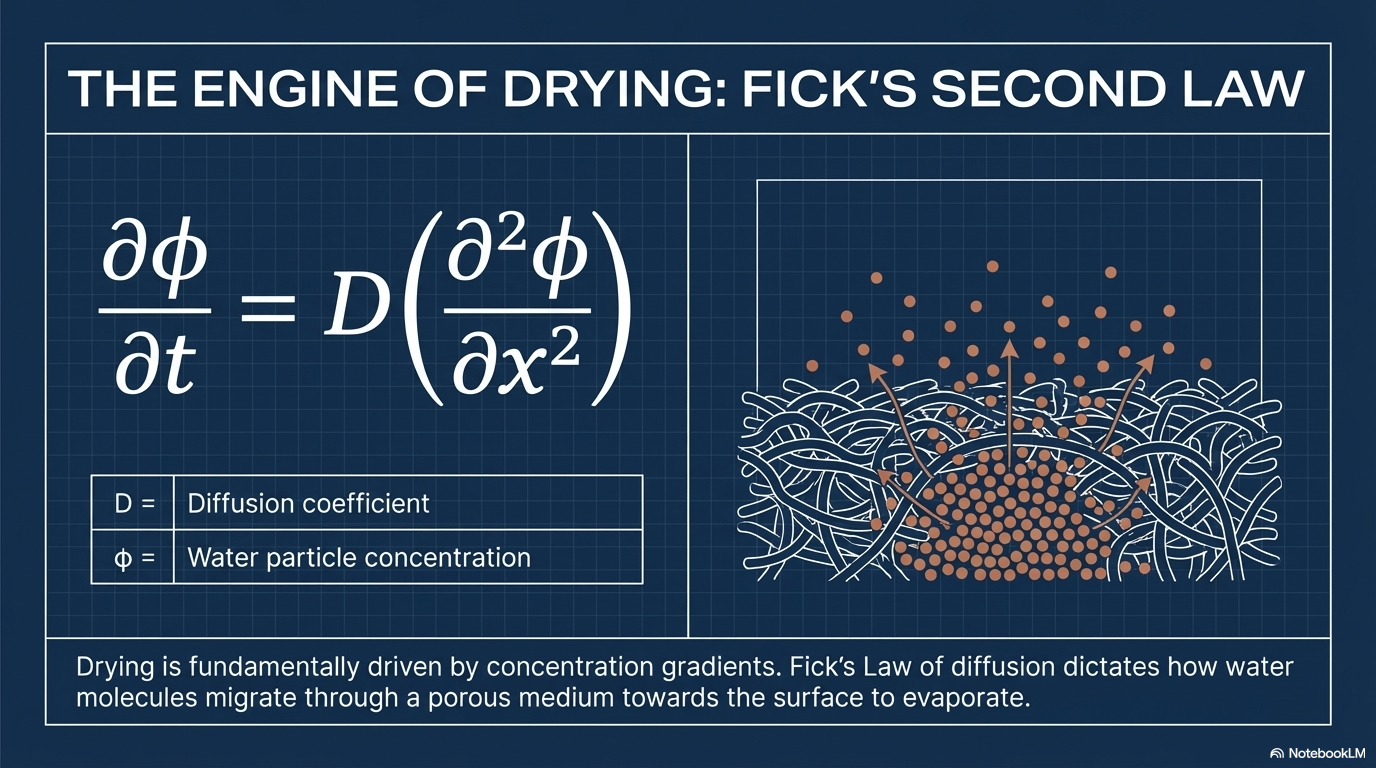 THE ENGINE OF DRYING: FICK'S SECOND LAW
∂ϕ/∂t = D(∂²ϕ/∂x²)
D = Diffusion coefficient
ϕ = Water particle concentration
Drying is fundamentally driven by concentration gradients. Fick's Law of diffusion dictates how water
molecules migrate through a porous medium towards the surface to evaporate.
NotebookLM